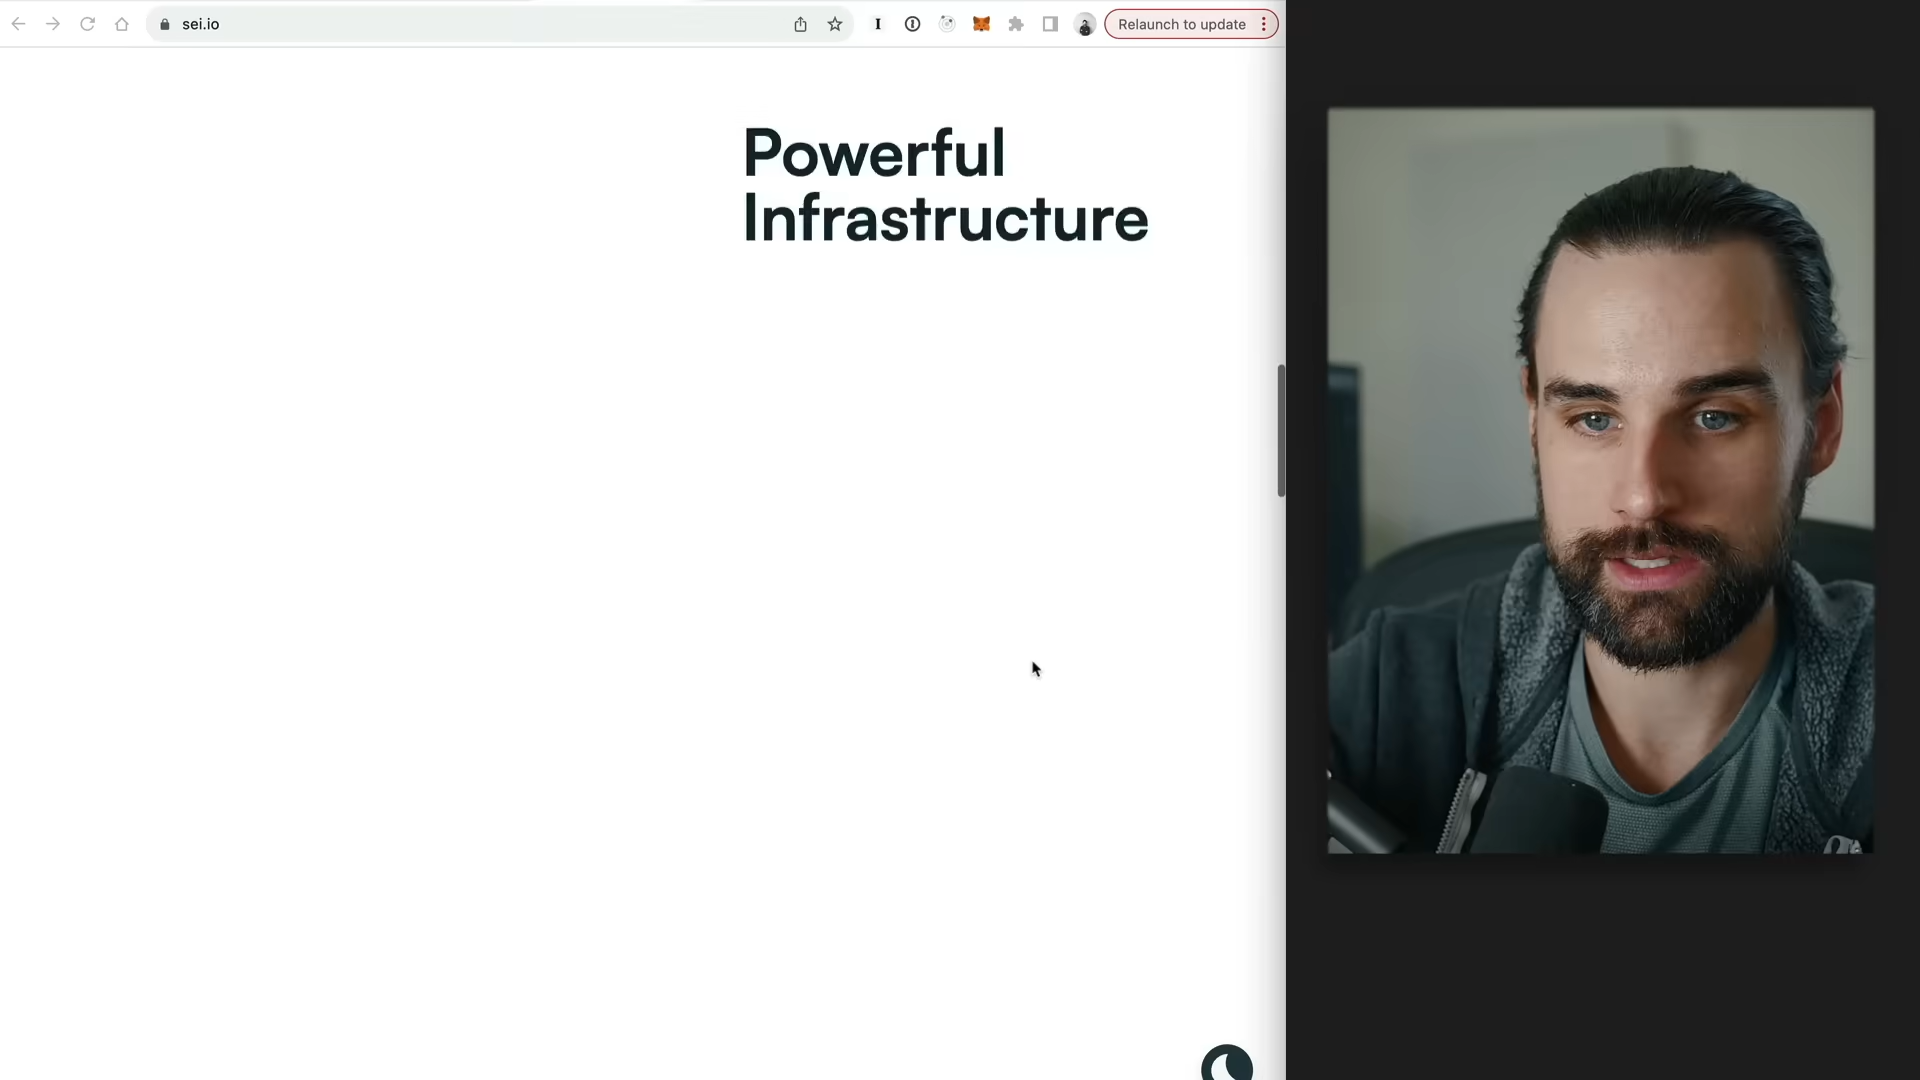 sei.io
Relaunch to update
Powerful
Infrastructure